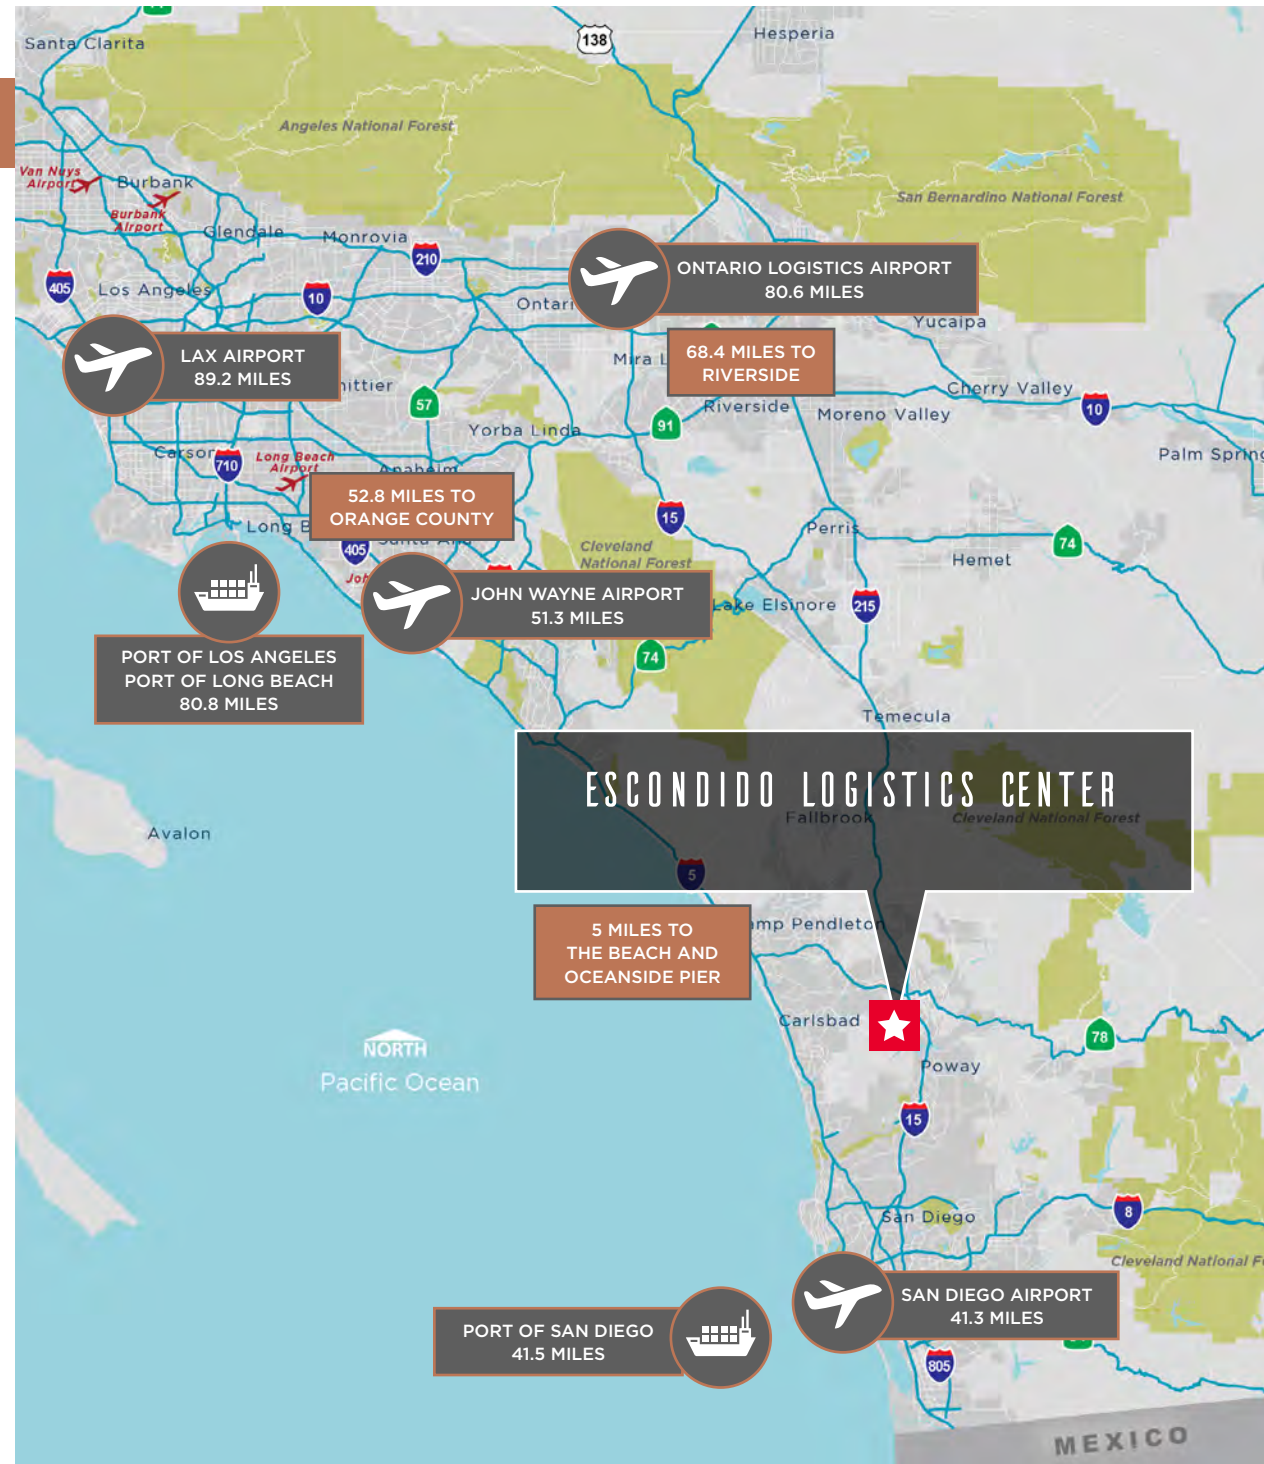 Santa Clarita
138
Hesperia
Angeles National Forest
San Bernardino National Forest
Van Nuys
Airport
Burbank
Burbank
Airport
Glendale
Monrovia
210
405
Los Angeles
10
ONTARIO LOGISTICS AIRPORT
80.6 MILES
Yucaipa
LAX AIRPORT
89.2 MILES
68.4 MILES TO
RIVERSIDE
57
Cherry Valley
10
Riverside
Moreno Valley
91
Yorba Linda
Palm Spring
710
Long Beach
Airport
Anaheim
52.8 MILES TO
ORANGE COUNTY
15
Perris
74
Hemet
Santa Ana
405
Cleveland
National Forest
JOHN WAYNE AIRPORT
51.3 MILES
Lake Elsinore
215
74
PORT OF LOS ANGELES
PORT OF LONG BEACH
80.8 MILES
Temecula
ESCONDIDO LOGISTICS CENTER
Fallbrook
Cleveland National Forest
Avalon
5
5 MILES TO
THE BEACH AND
OCEANSIDE PIER
mp Pendleton
Carlsbad
78
NORTH
Pacific Ocean
Poway
15
San Diego
8
Cleveland National F
SAN DIEGO AIRPORT
41.3 MILES
PORT OF SAN DIEGO
41.5 MILES
805
MEXICO